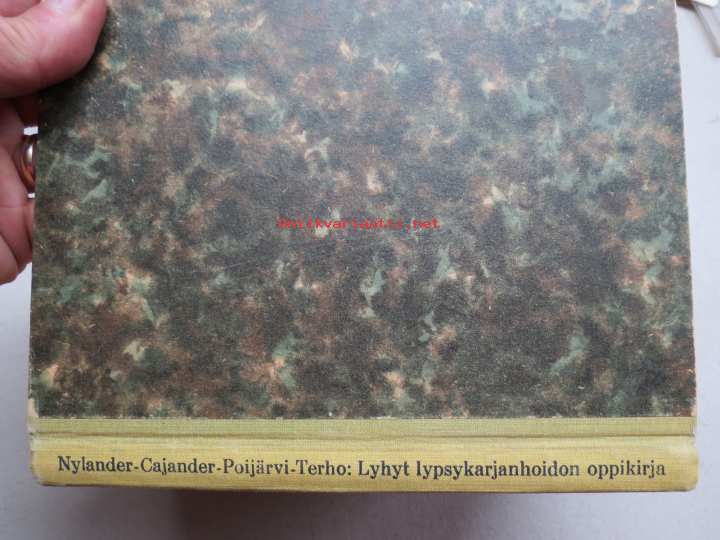 antikvariaatti.net
Nylander-Cajander-Poijärvi-Terho: Lyhyt lypsykarjanhoidon oppikirja